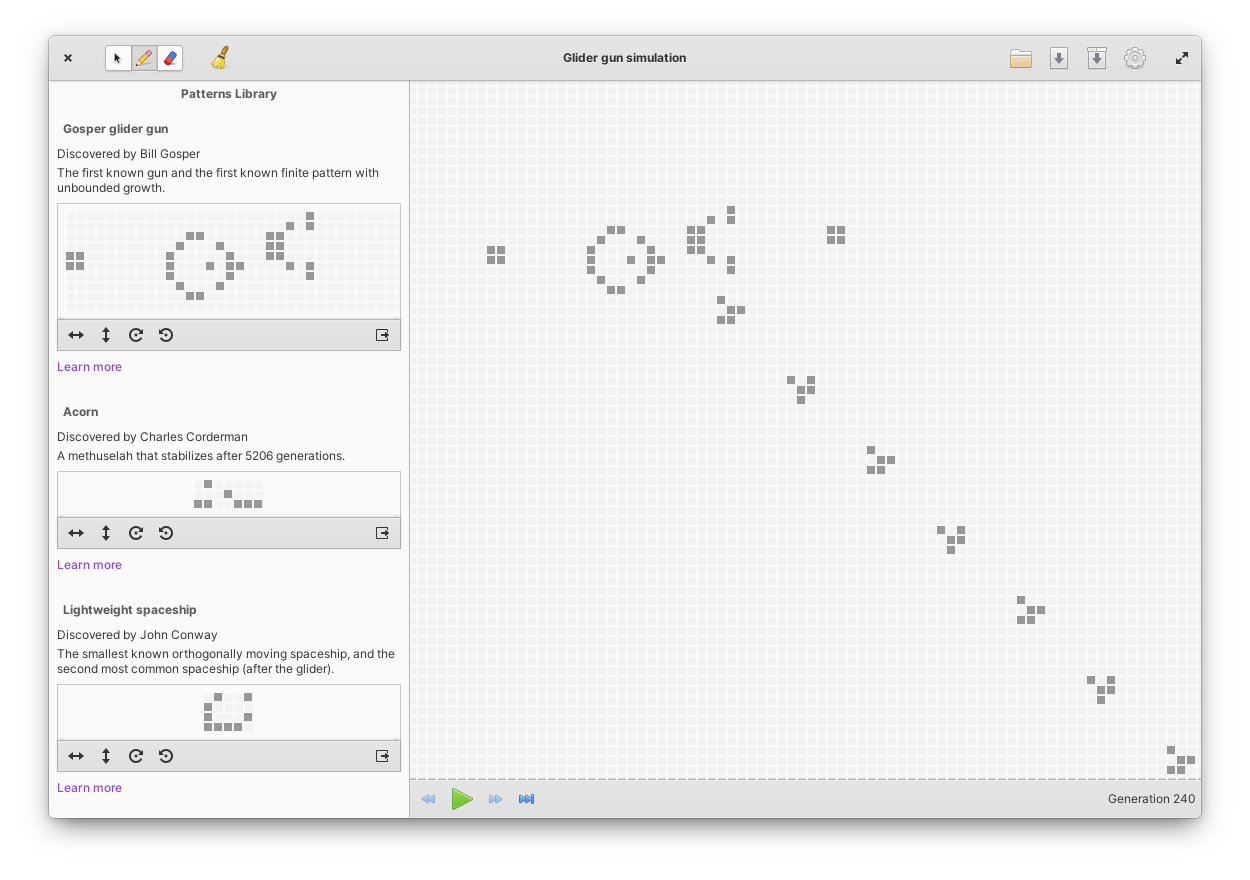 Glider gun simulation
Patterns Library
Gosper glider gun
Discovered by Bill Gosper
The first known gun and the first known finite pattern with
unbounded growth.
Learn more
Acorn
Discovered by Charles Corderman
A methuselah that stabilizes after 5206 generations.
Learn more
Lightweight spaceship
Discovered by John Conway
The smallest known orthogonally moving spaceship, and the
second most common spaceship (after the glider).
Learn more
Generation 240